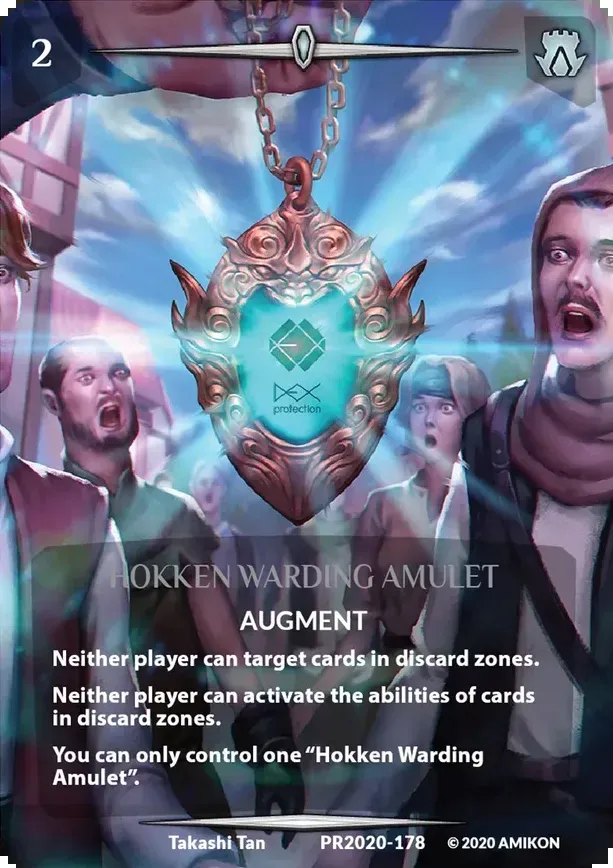 2
DEX
protection
HOKKEN WARDING AMULET
AUGMENT
Neither player can target cards in discard zones.
Neither player can activate the abilities of cards
in discard zones.
You can only control one “Hokken Warding
Amulet”.
Takashi Tan PR2020-178 © 2020 AMIKON